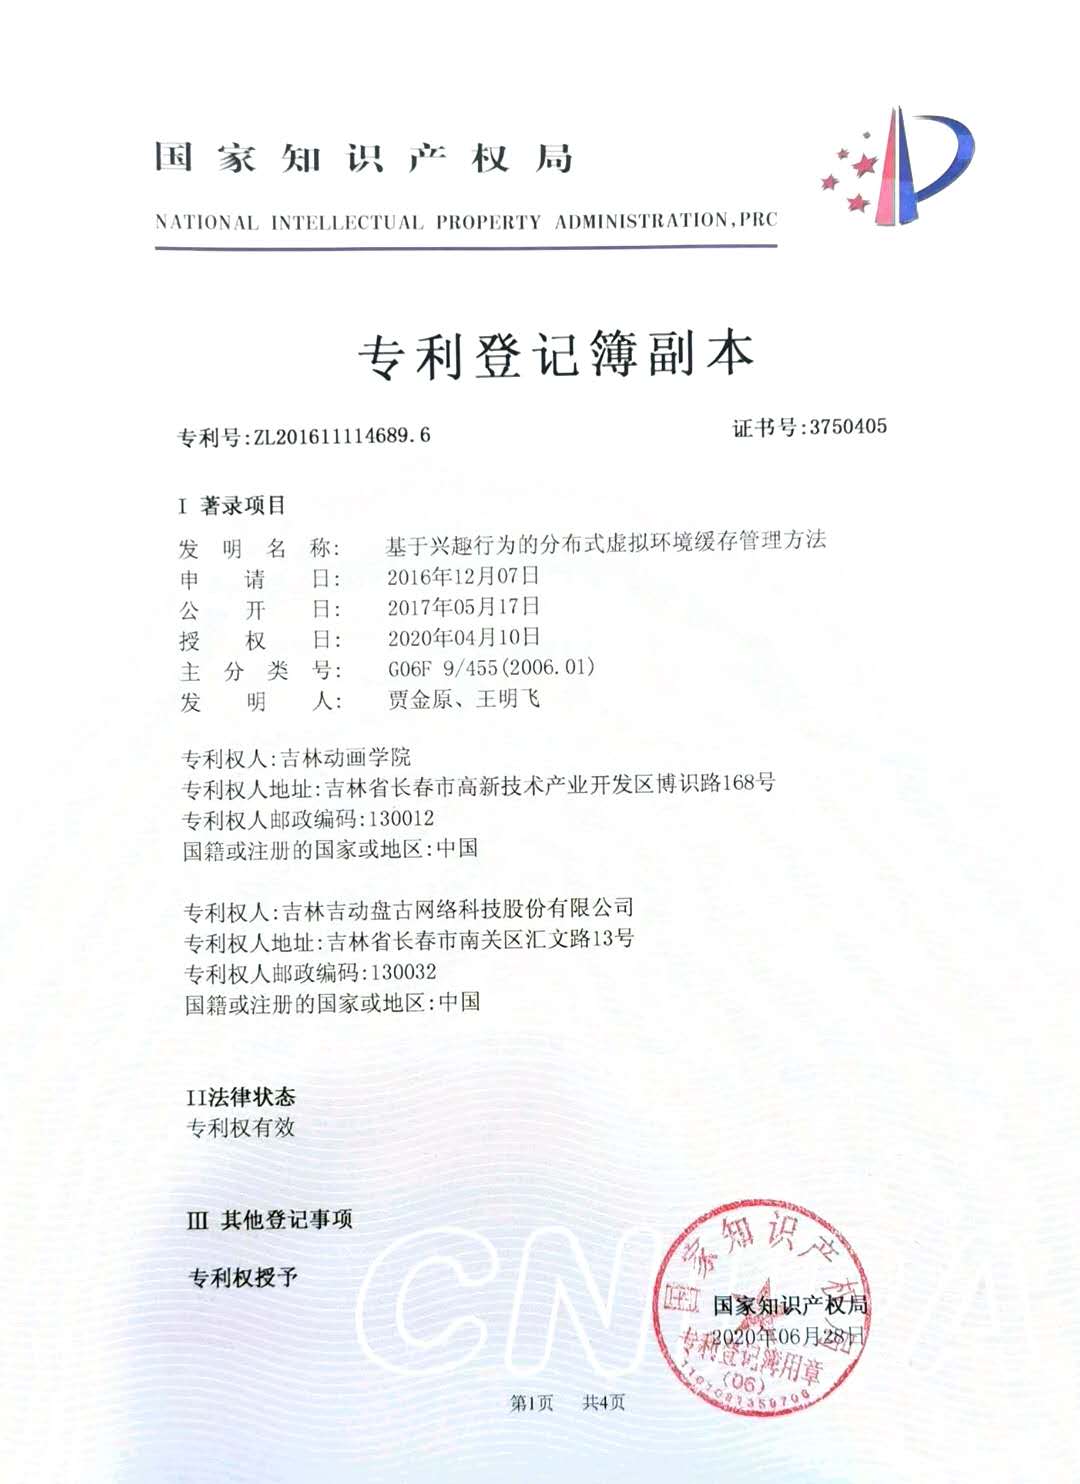 国家知识产权局
NATIONAL INTELLECTUAL PROPERTY ADMINISTRATION,PRC
专利登记簿副本
专利号:ZL201611114689.6 证书号:3750405
I 著录项目
发明名称: 基于兴趣行为的分布式虚拟环境缓存管理方法
申请日: 2016年12月07日
公开日: 2017年05月17日
授权日: 2020年04月10日
主分类号: G06F 9/455(2006.01)
发明人: 贾金原、王明飞
专利权人:吉林动画学院
专利权人地址:吉林省长春市高新技术产业开发区博识路168号
专利权人邮政编码:130012
国籍或注册的国家或地区:中国
专利权人:吉林吉动盘古网络科技股份有限公司
专利权人地址:吉林省长春市南关区汇文路13号
专利权人邮政编码:130032
国籍或注册的国家或地区:中国
II法律状态
专利权有效
III 其他登记事项
专利权授予
国家知识产权局
国家知识产权局
2020年06月28日
专利登记簿用章
(06)
第1页 共4页